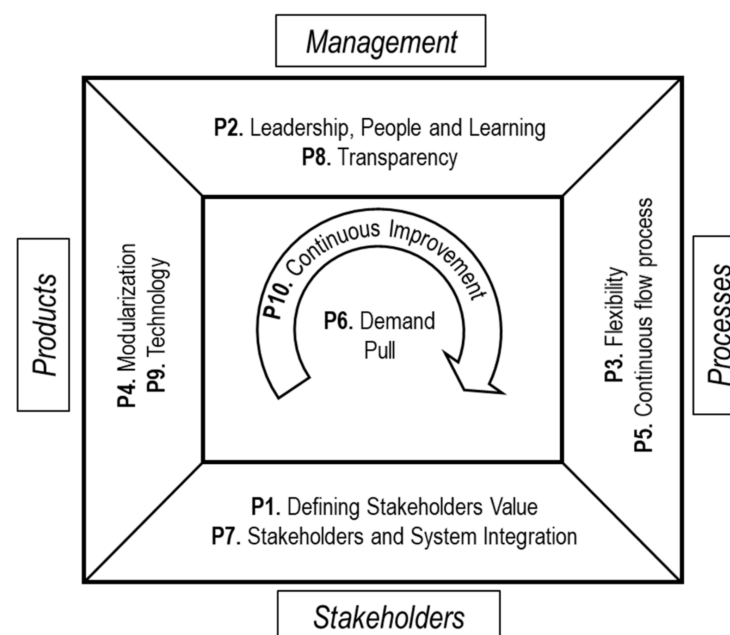 Management
P2. Leadership, People and Learning
P8. Transparency
Products
P4. Modularization
P9. Technology
P10. Continuous Improvement
P6. Demand
Pull
P3. Flexibility
P5. Continuous flow process
Processes
P1. Defining Stakeholders Value
P7. Stakeholders and System Integration
Stakeholders